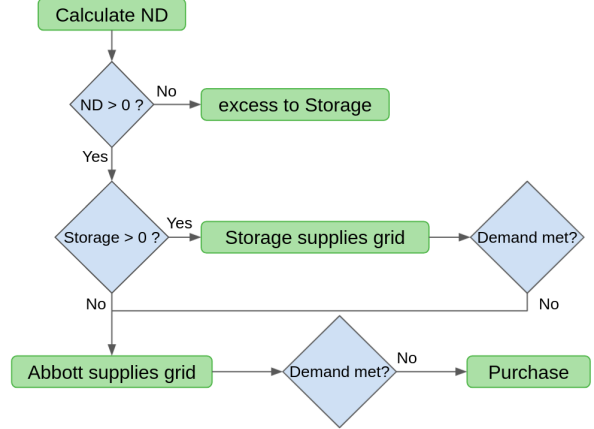 Calculate ND
ND > 0 ?
No
excess to Storage
Yes
Storage > 0 ?
Yes
Storage supplies grid
Demand met?
No
No
Abbott supplies grid
Demand met?
No
Purchase